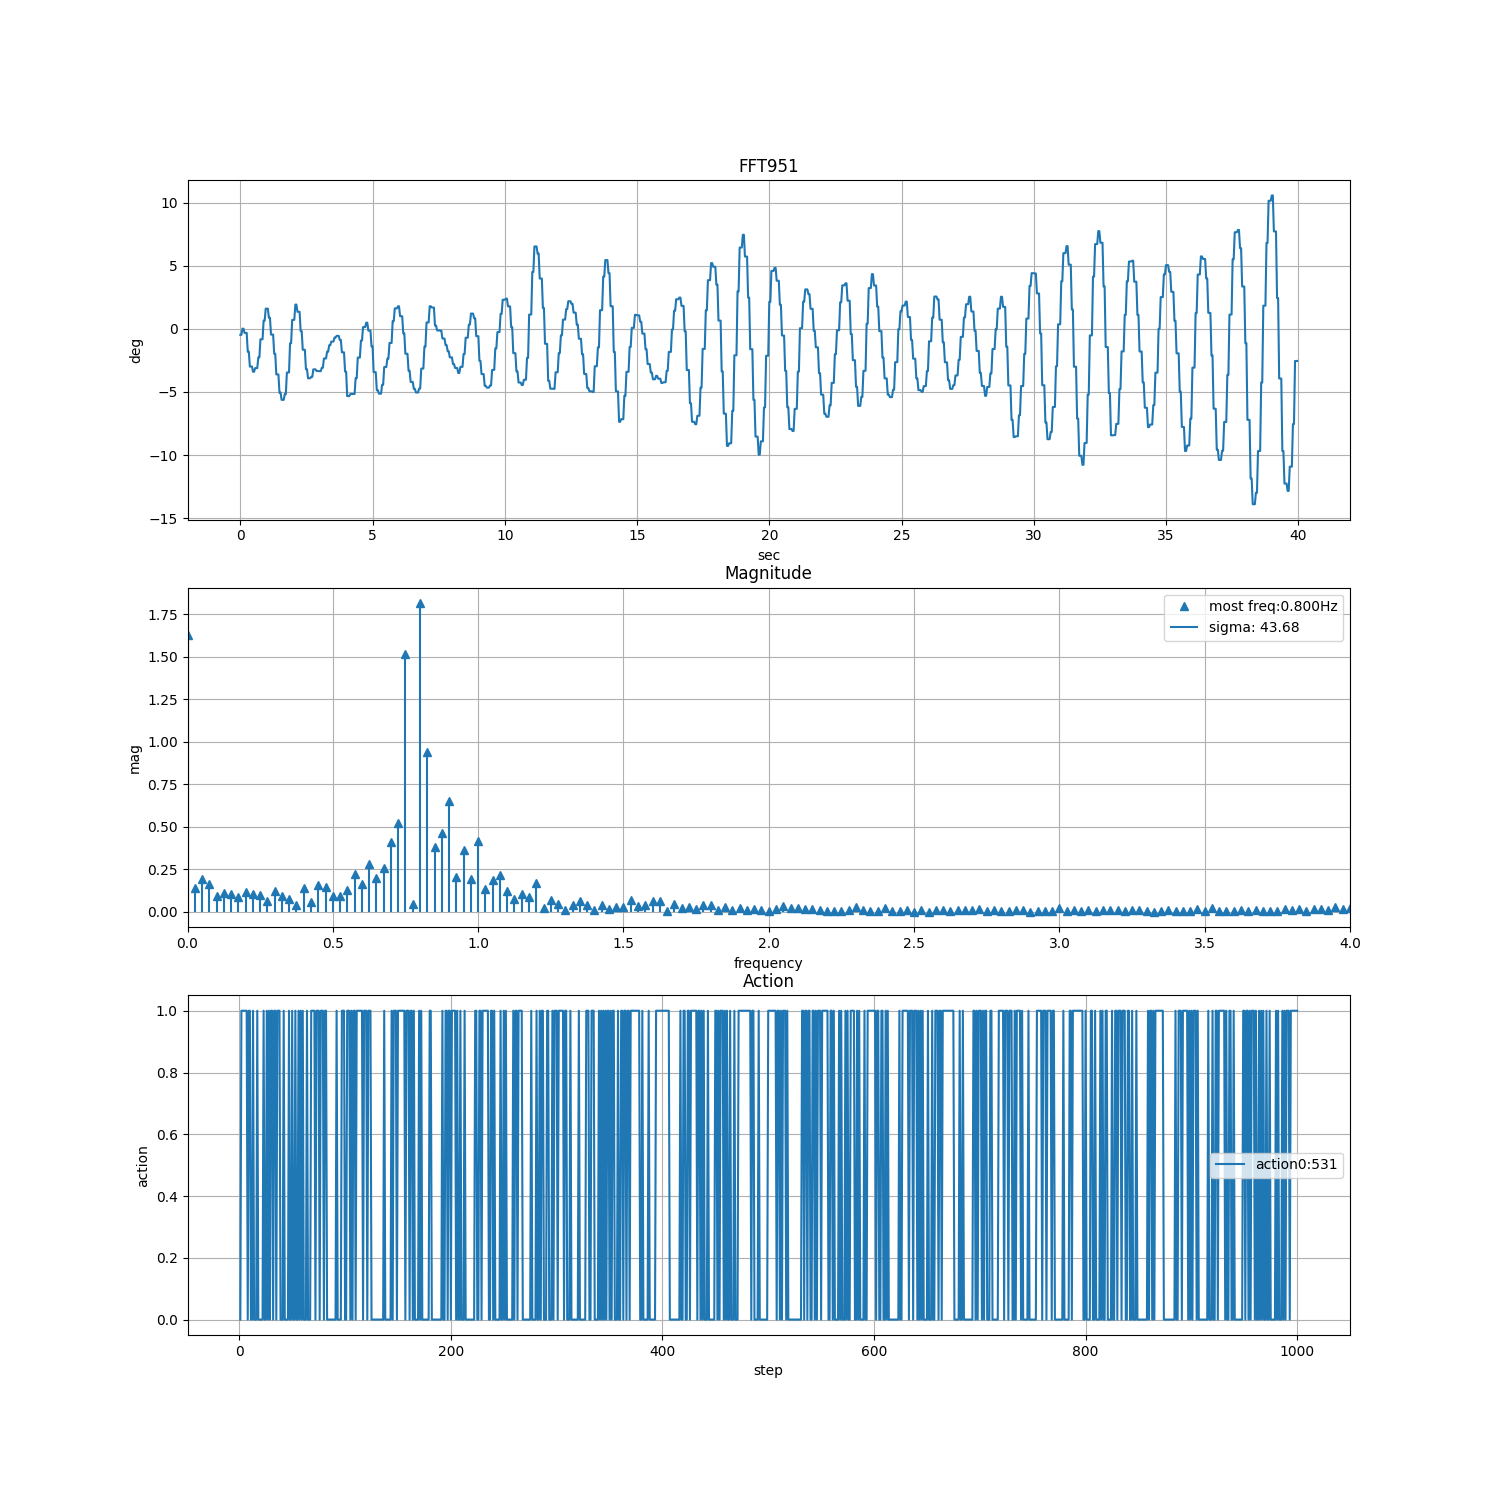 FFT951
10
5
0
−5
−10
−15
deg
0 5 10 15 20 25 30 35 40
sec
Magnitude
most freq:0.800Hz
sigma: 43.68
1.75
1.50
1.25
1.00
0.75
0.50
0.25
0.00
mag
0.0 0.5 1.0 1.5 2.0 2.5 3.0 3.5 4.0
frequency
Action
1.0
0.8
0.6
0.4
0.2
0.0
action
action0:531
0 200 400 600 800 1000
step